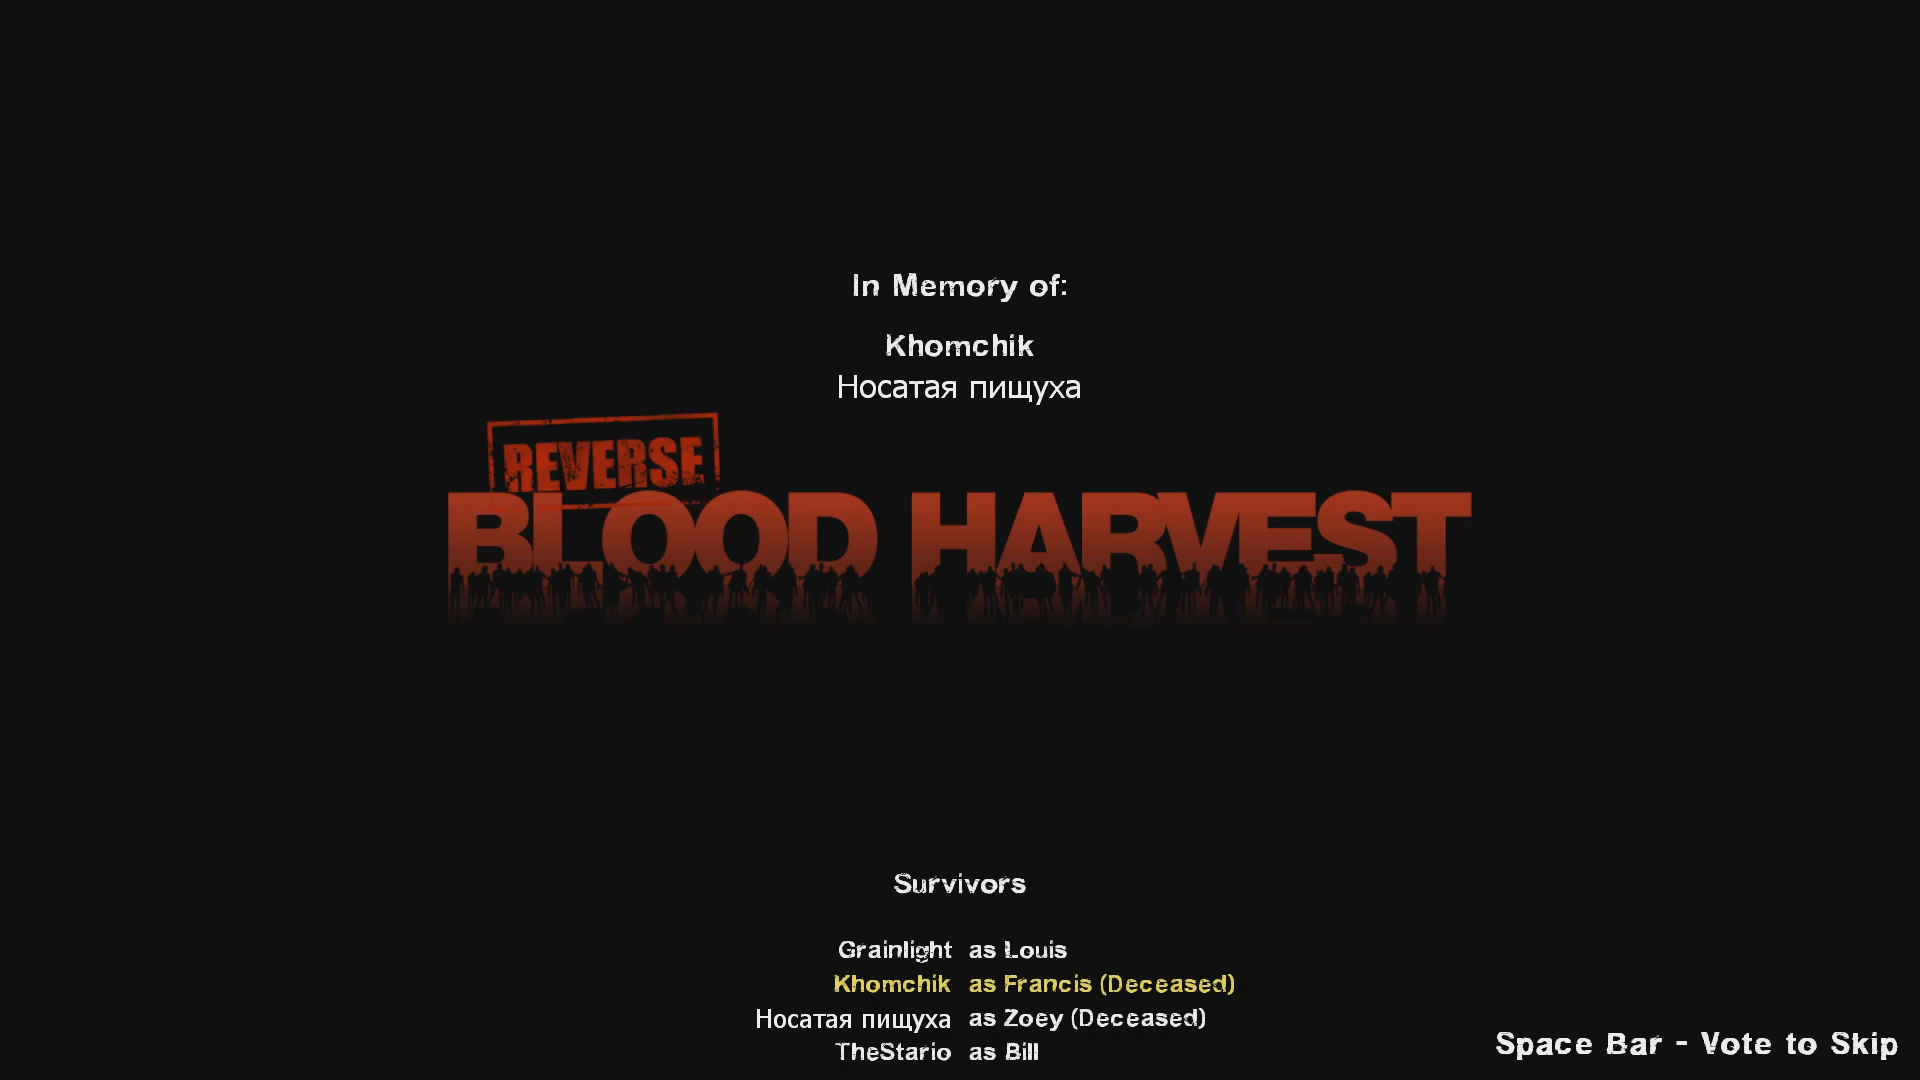 In Memory of:
Khomchik
Носатая пищуха
REVERSE
BLOOD HARVEST
Survivors
Grainlight as Louis
Khomchik as Francis (Deceased)
Носатая пищуха as Zoey (Deceased)
TheStario as Bill
Space Bar - Vote to Skip